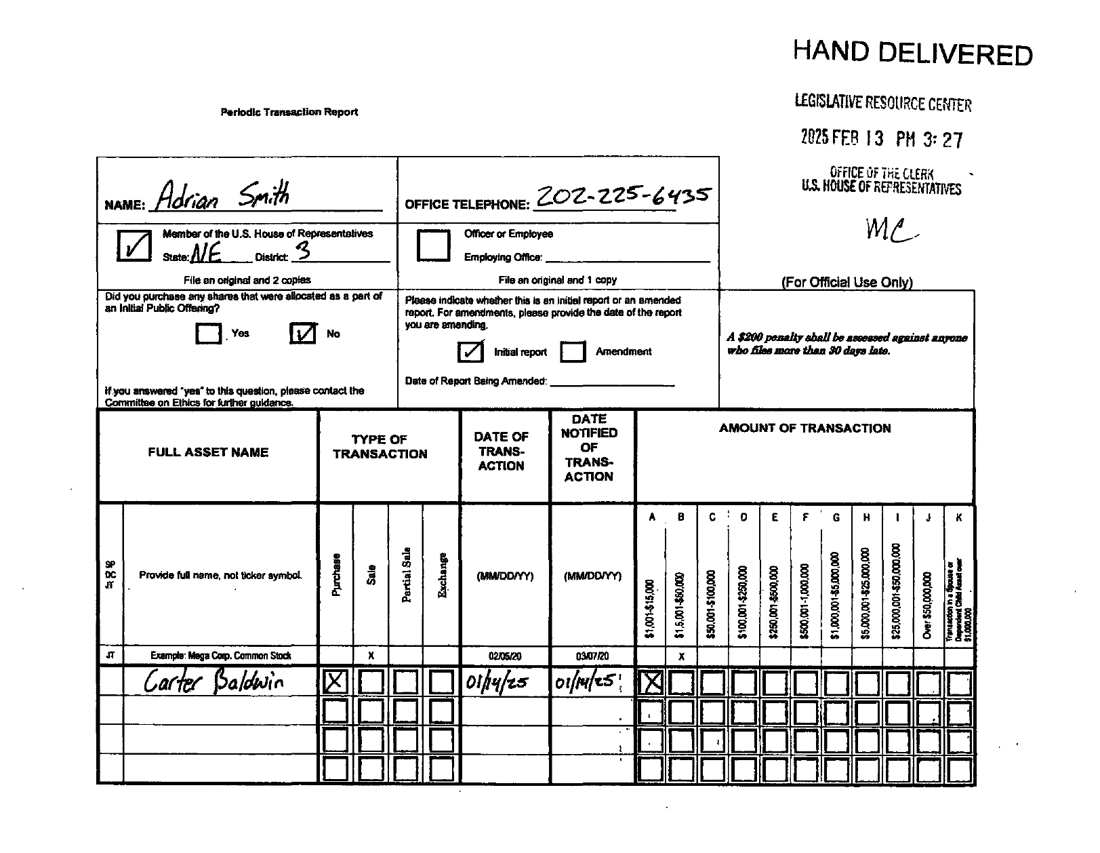 HAND DELIVERED
LEGISLATIVE RESOURCE CENTER
Periodic Transaction Report
2025 FEB 13 PM 3:27
OFFICE OF THE CLERK
U.S. HOUSE OF REPRESENTATIVES
MC
NAME: Adrian Smith
OFFICE TELEPHONE: 202-225-6435
Member of the U.S. House of Representatives
State: NE District: 3
File an original and 2 copies
Officer or Employee
Employing Office:
File an original and 1 copy
(For Official Use Only)
Did you purchase any shares that were allocated as a part of
an Initial Public Offering?
Yes No
If you answered "yes" to this question, please contact the
Committee on Ethics for further guidance.
Please indicate whether this is an initial report or an amended
report. For amendments, please provide the date of the report
you are amending.
Initial report Amendment
Date of Report Being Amended:
A $200 penalty shall be assessed against anyone
who files more than 30 days late.
FULL ASSET NAME
TYPE OF
TRANSACTION
DATE OF
TRANS-
ACTION
DATE
NOTIFIED
OF
TRANS-
ACTION
AMOUNT OF TRANSACTION
SP
DC
JT
Provide full name, not ticker symbol.
Purchase
Sale
Partial Sale
Exchange
(MM/DD/YY)
(MM/DD/YY)
A B C D E F G H I J K
$1,001-$15,000
$1,5,001-$50,000
$50,001-$100,000
$100,001-$250,000
$250,001-$500,000
$500,001-1,000,000
$1,000,001-$5,000,000
$5,000,001-$25,000,000
$25,000,001-$50,000,000
Over $50,000,000
Transaction in a Spouse or
Dependent Child Asset over
$1,000,000
JT Example: Mega Corp. Common Stock X 02/05/20 03/07/20 X
Carter Baldwin X 01/14/25 01/14/25 X